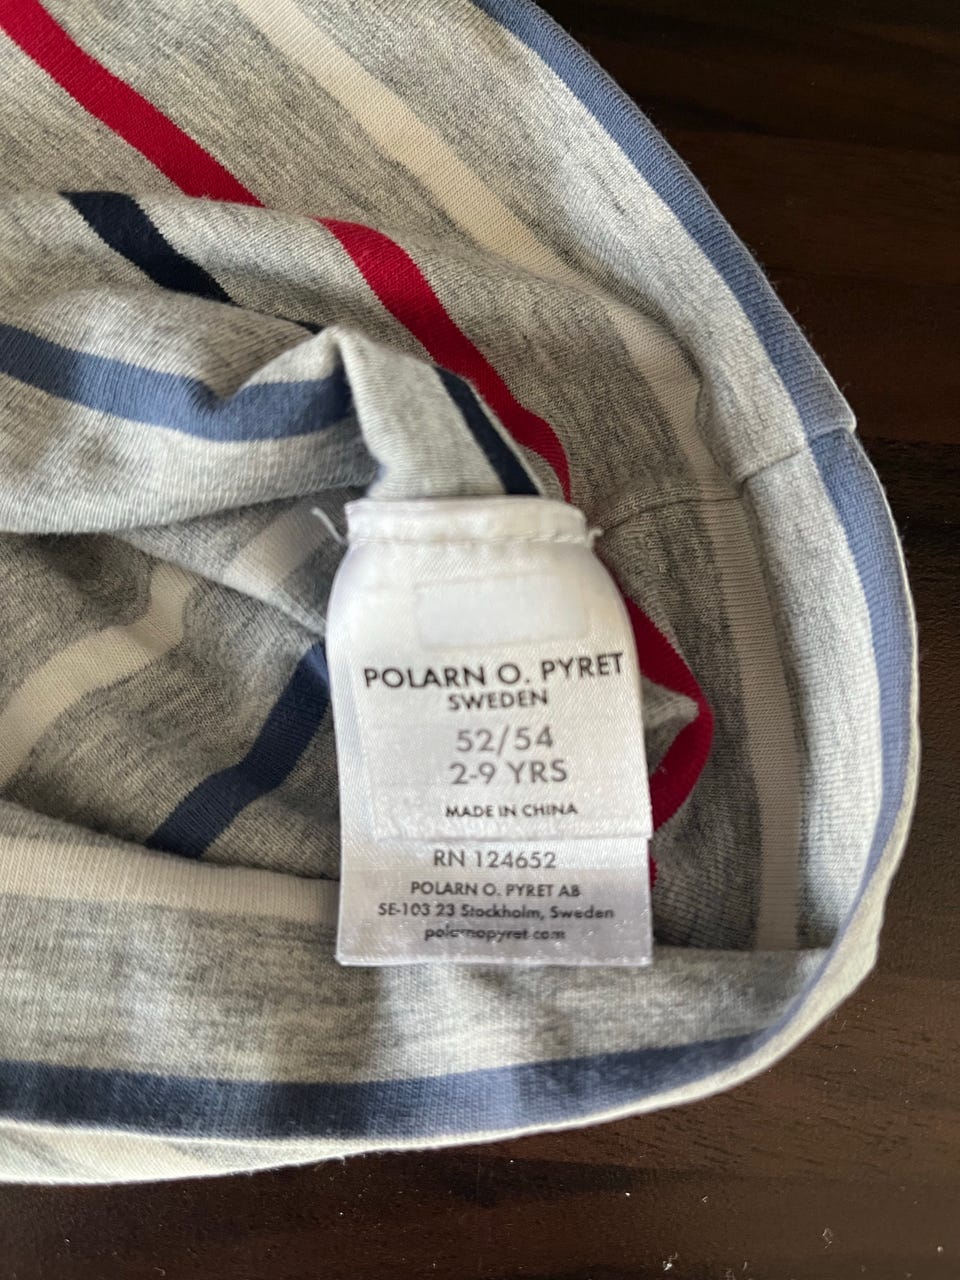 POLARN O. PYRET
SWEDEN
52/54
2-9 YRS
MADE IN CHINA
RN 124652
POLARN O. PYRET AB
SE-103 23 Stockholm, Sweden
polarnopyret.com